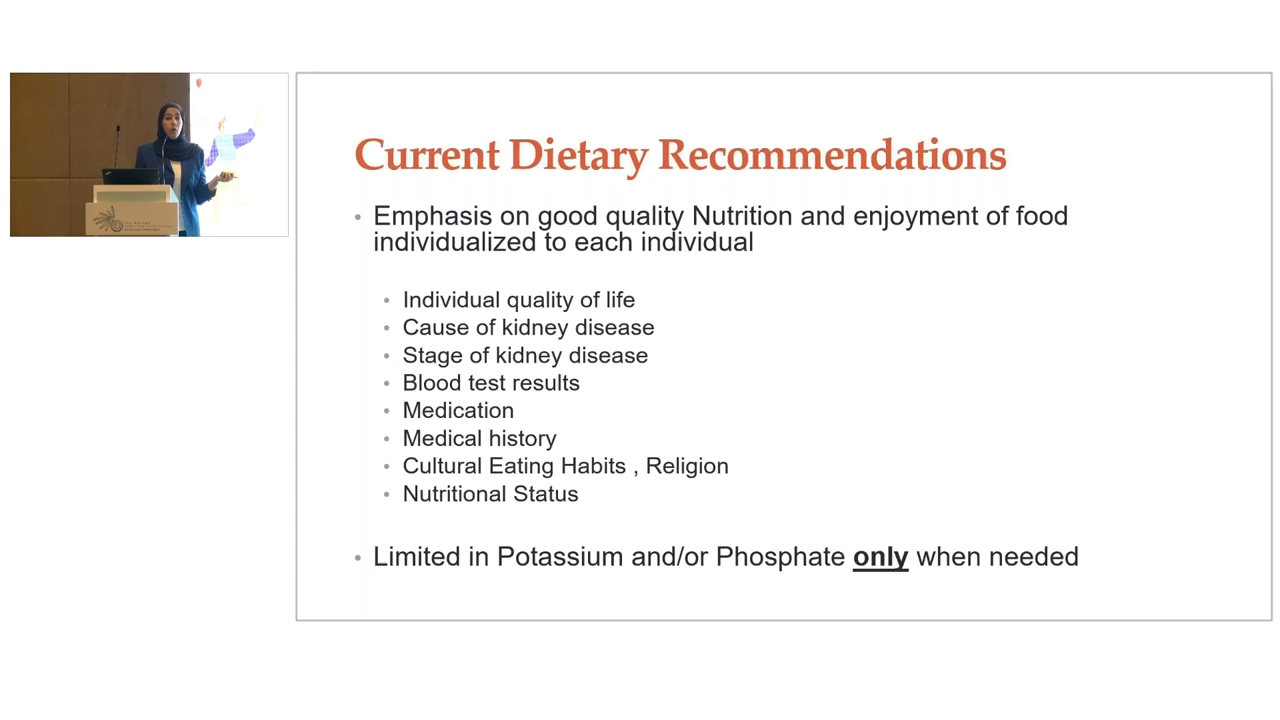 Current Dietary Recommendations
• Emphasis on good quality Nutrition and enjoyment of food
individualized to each individual
• Individual quality of life
• Cause of kidney disease
• Stage of kidney disease
• Blood test results
• Medication
• Medical history
• Cultural Eating Habits , Religion
• Nutritional Status
• Limited in Potassium and/or Phosphate only when needed